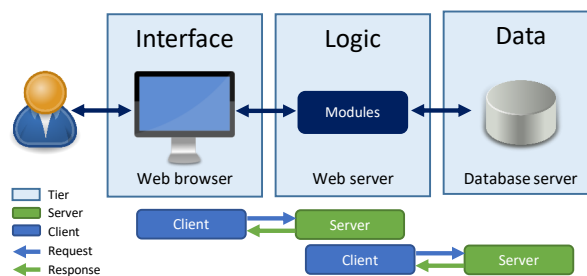 Interface
Logic
Data
Modules
Web browser
Web server
Database server
Tier
Server
Client
Request
Response
Client
Server
Client
Server